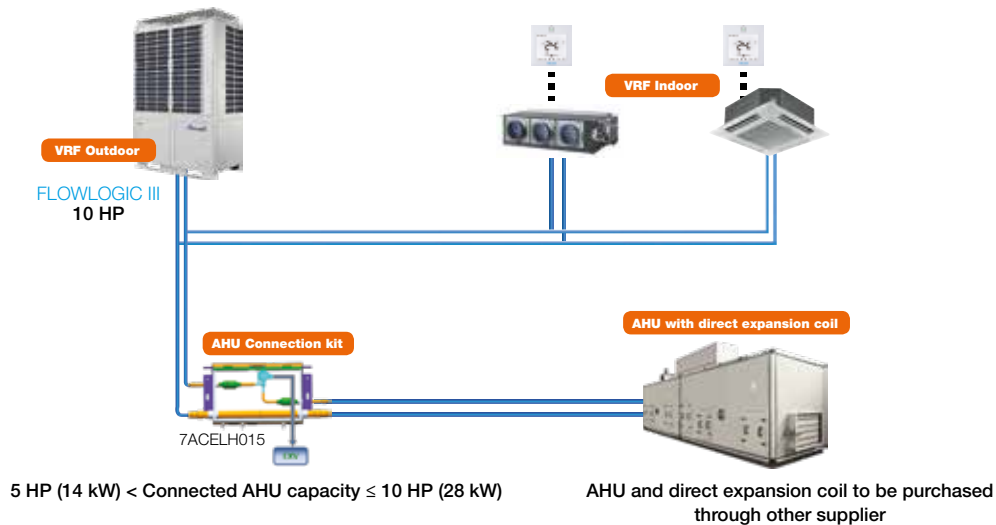 VRF Outdoor
FLOWLOGIC III
10 HP
VRF Indoor
AHU Connection kit
7ACELH015
AHU with direct expansion coil
5 HP (14 kW) < Connected AHU capacity ≤ 10 HP (28 kW)
AHU and direct expansion coil to be purchased
through other supplier